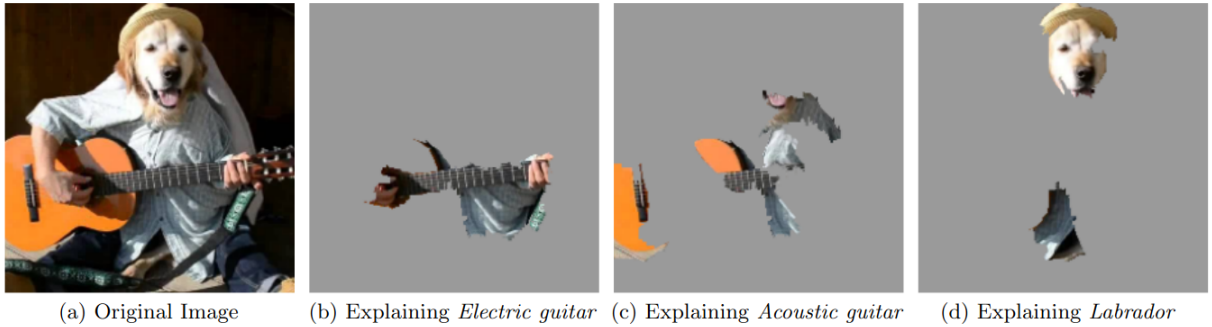 (a) Original Image
(b) Explaining Electric guitar
(c) Explaining Acoustic guitar
(d) Explaining Labrador